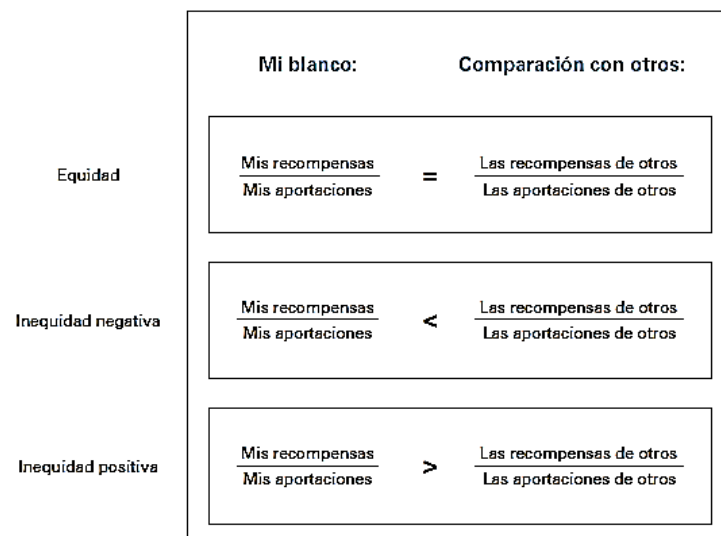 Mi blanco: Comparación con otros:
Equidad
Mis recompensas = Las recompensas de otros
Mis aportaciones Las aportaciones de otros
Inequidad negativa
Mis recompensas < Las recompensas de otros
Mis aportaciones Las aportaciones de otros
Inequidad positiva
Mis recompensas > Las recompensas de otros
Mis aportaciones Las aportaciones de otros